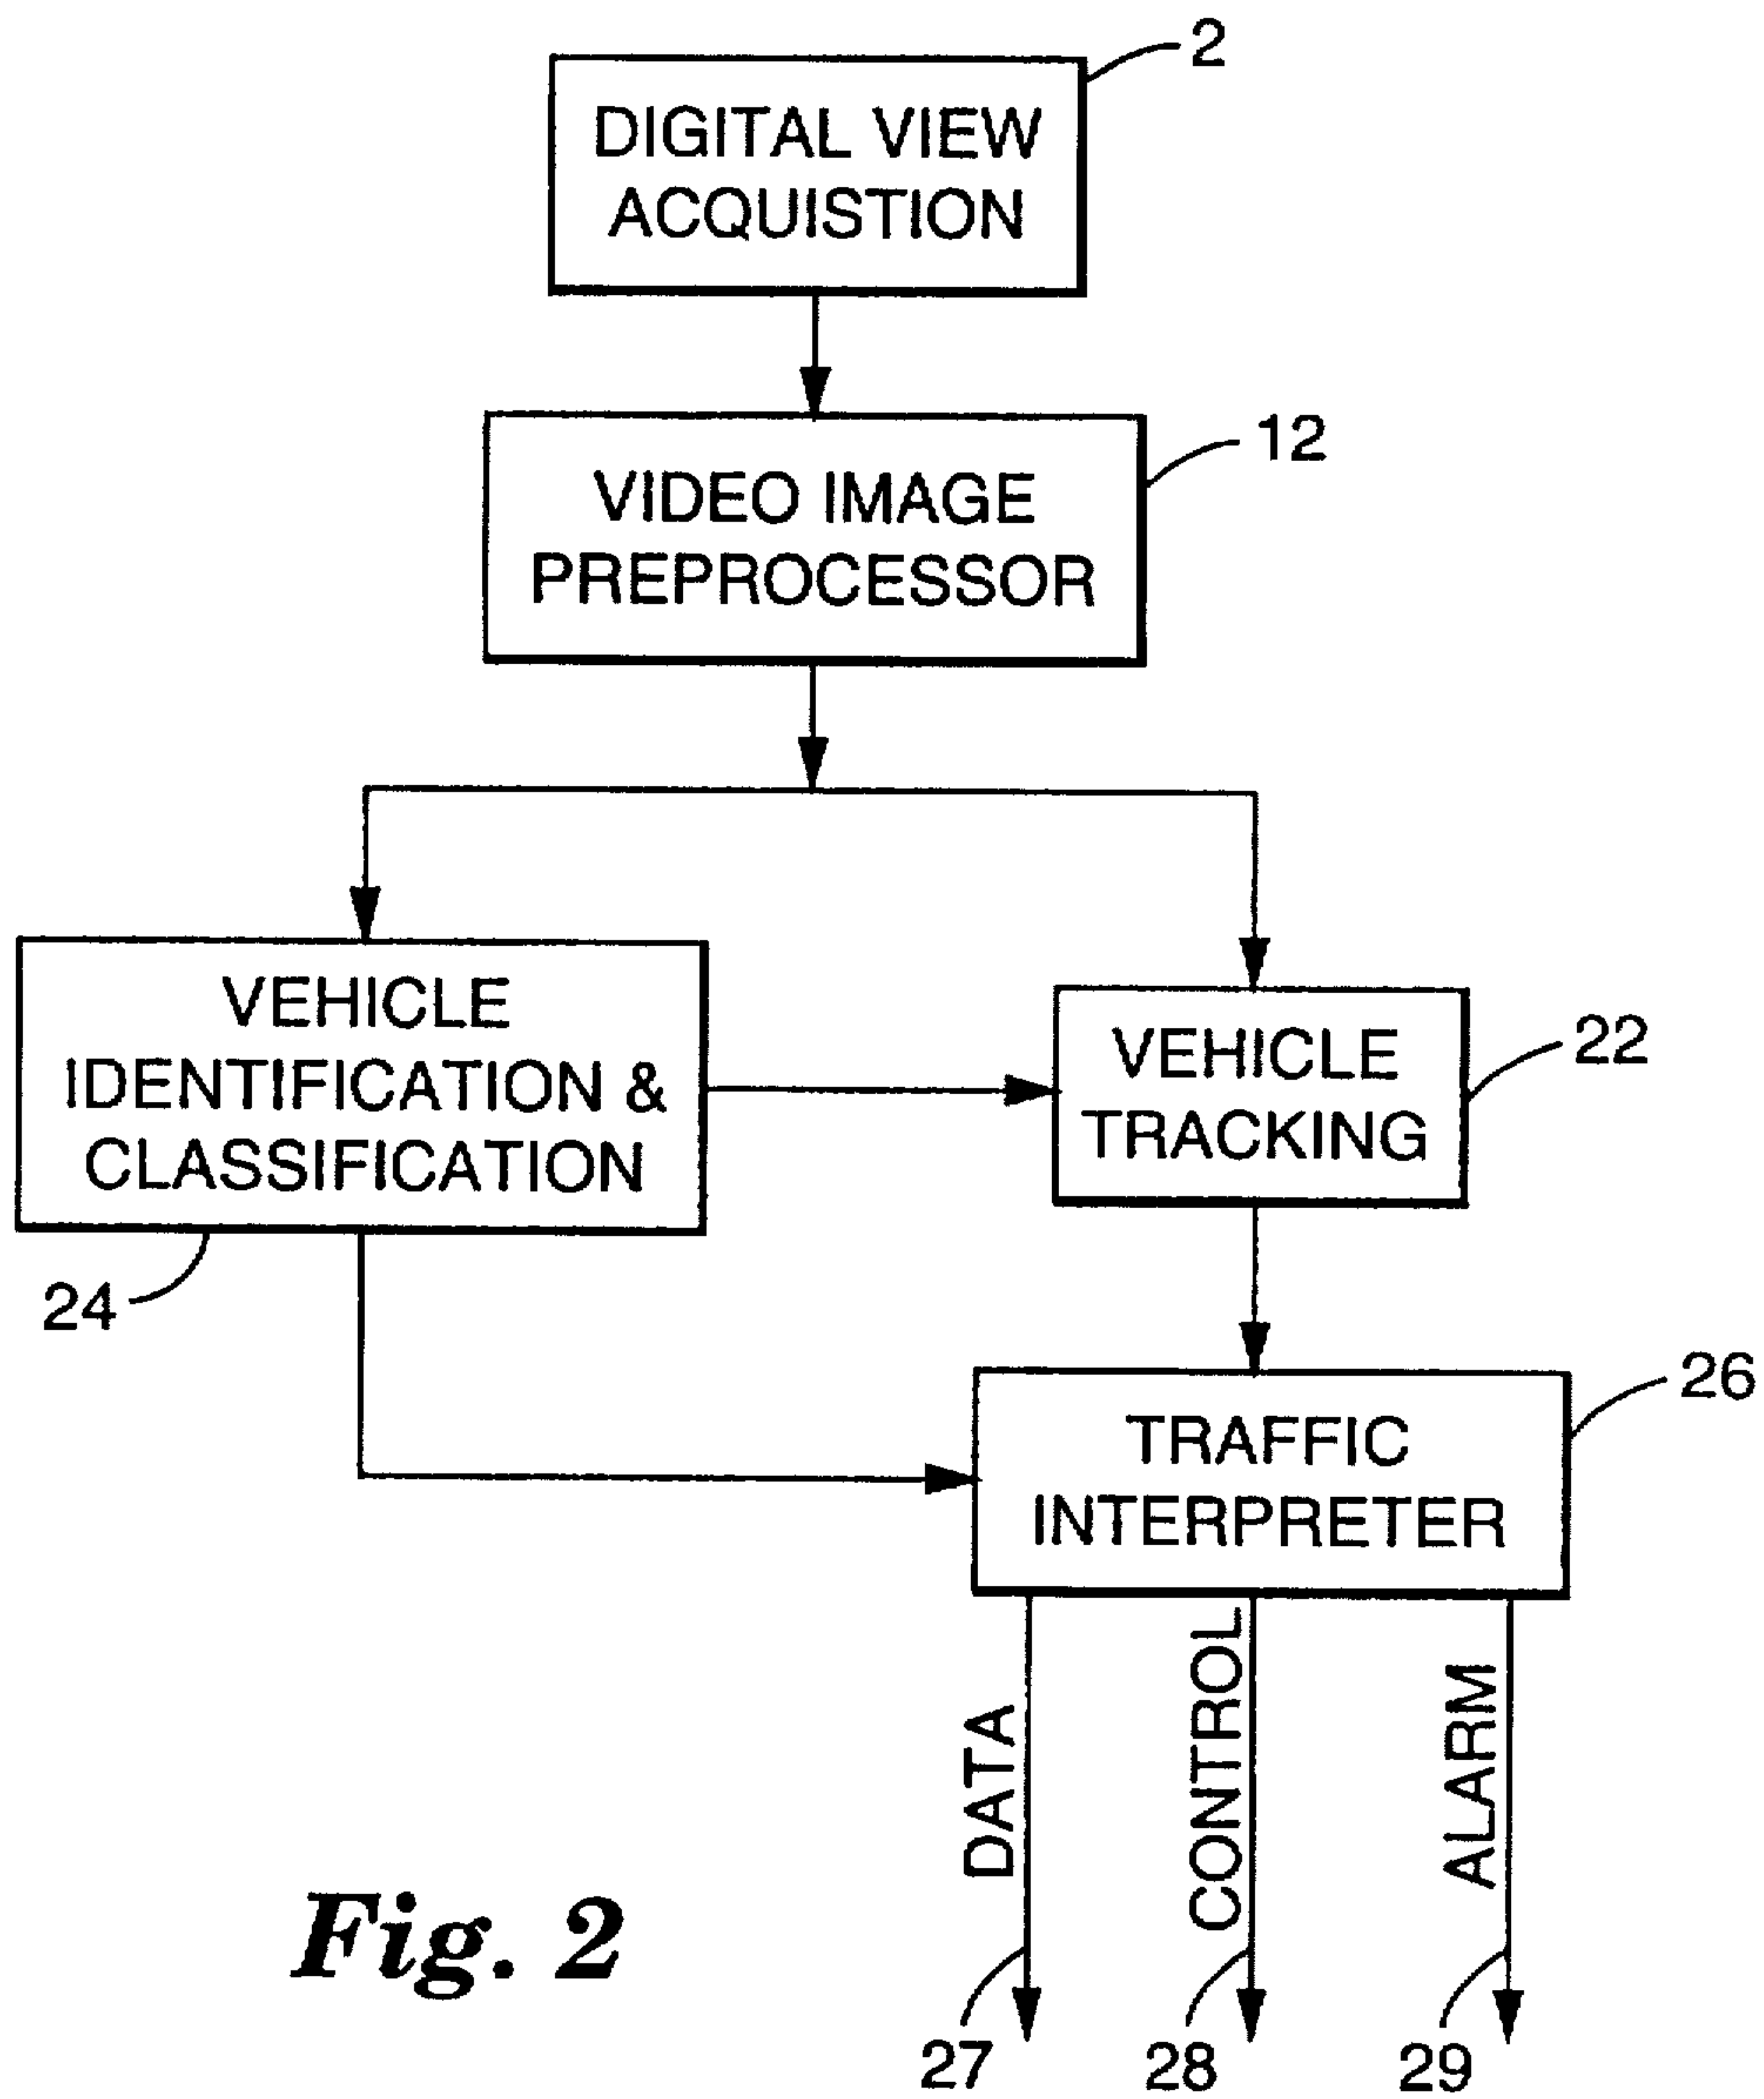 2
DIGITAL VIEW
ACQUISTION
12
VIDEO IMAGE
PREPROCESSOR
VEHICLE
IDENTIFICATION &
CLASSIFICATION
24
VEHICLE
TRACKING
22
26
TRAFFIC
INTERPRETER
DATA
CONTROL
ALARM
27
28
29
Fig. 2